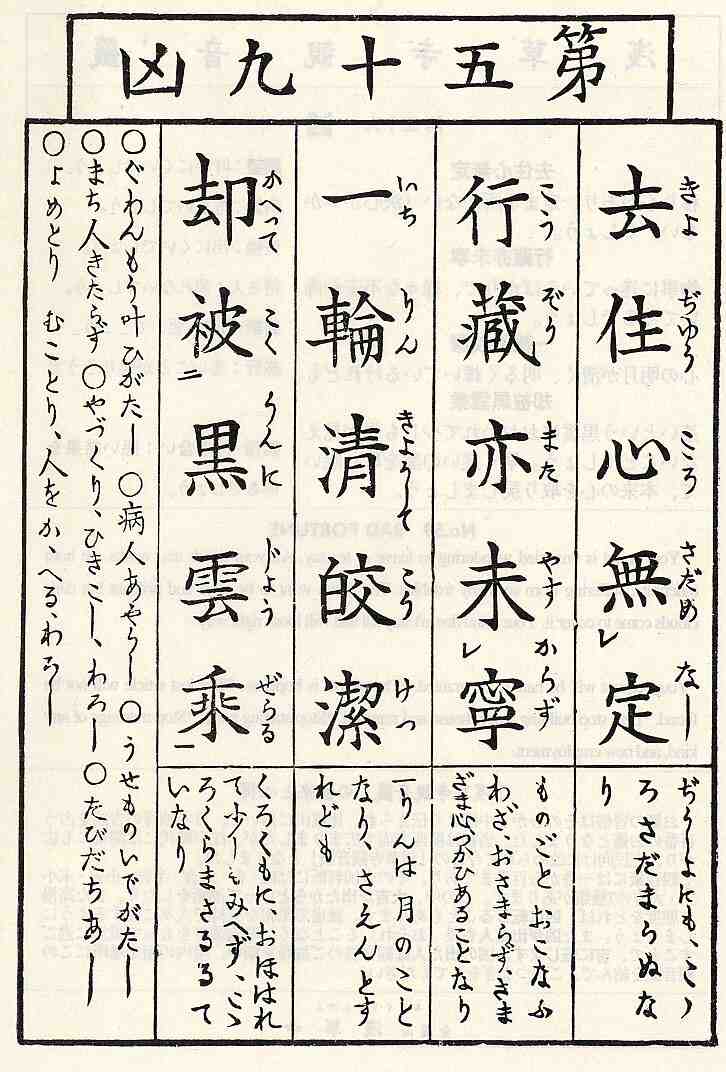 第五十九凶
きよ ぢゆう こころ さだめ なし
去住心無レ定
ぢうよにも、こゝ
ろさだまらぬな
り
こう ぞう また やすからず
行藏亦未レ寧
ものごとおこなふ
わざ、おさまらず、さま
ざま心づかひあることなり
いち りん きようして こう けつ
一輪清皎潔
一りんは月のこと
なり、さえんとす
れども
かへって こく うんに じよう ぜらる
却被二黒雲乘一
くろくもにおほはれ
て少しもみへず、こゝ
ろくらまさるるて
いなり
○ぐわんもう叶ひがたし ○病人あやうし ○うせものいでがたし
○まち人きたらず ○やづくり、ひきこし、わろし ○たびだちあし
○よめとり むことり 人をかへる、わろし